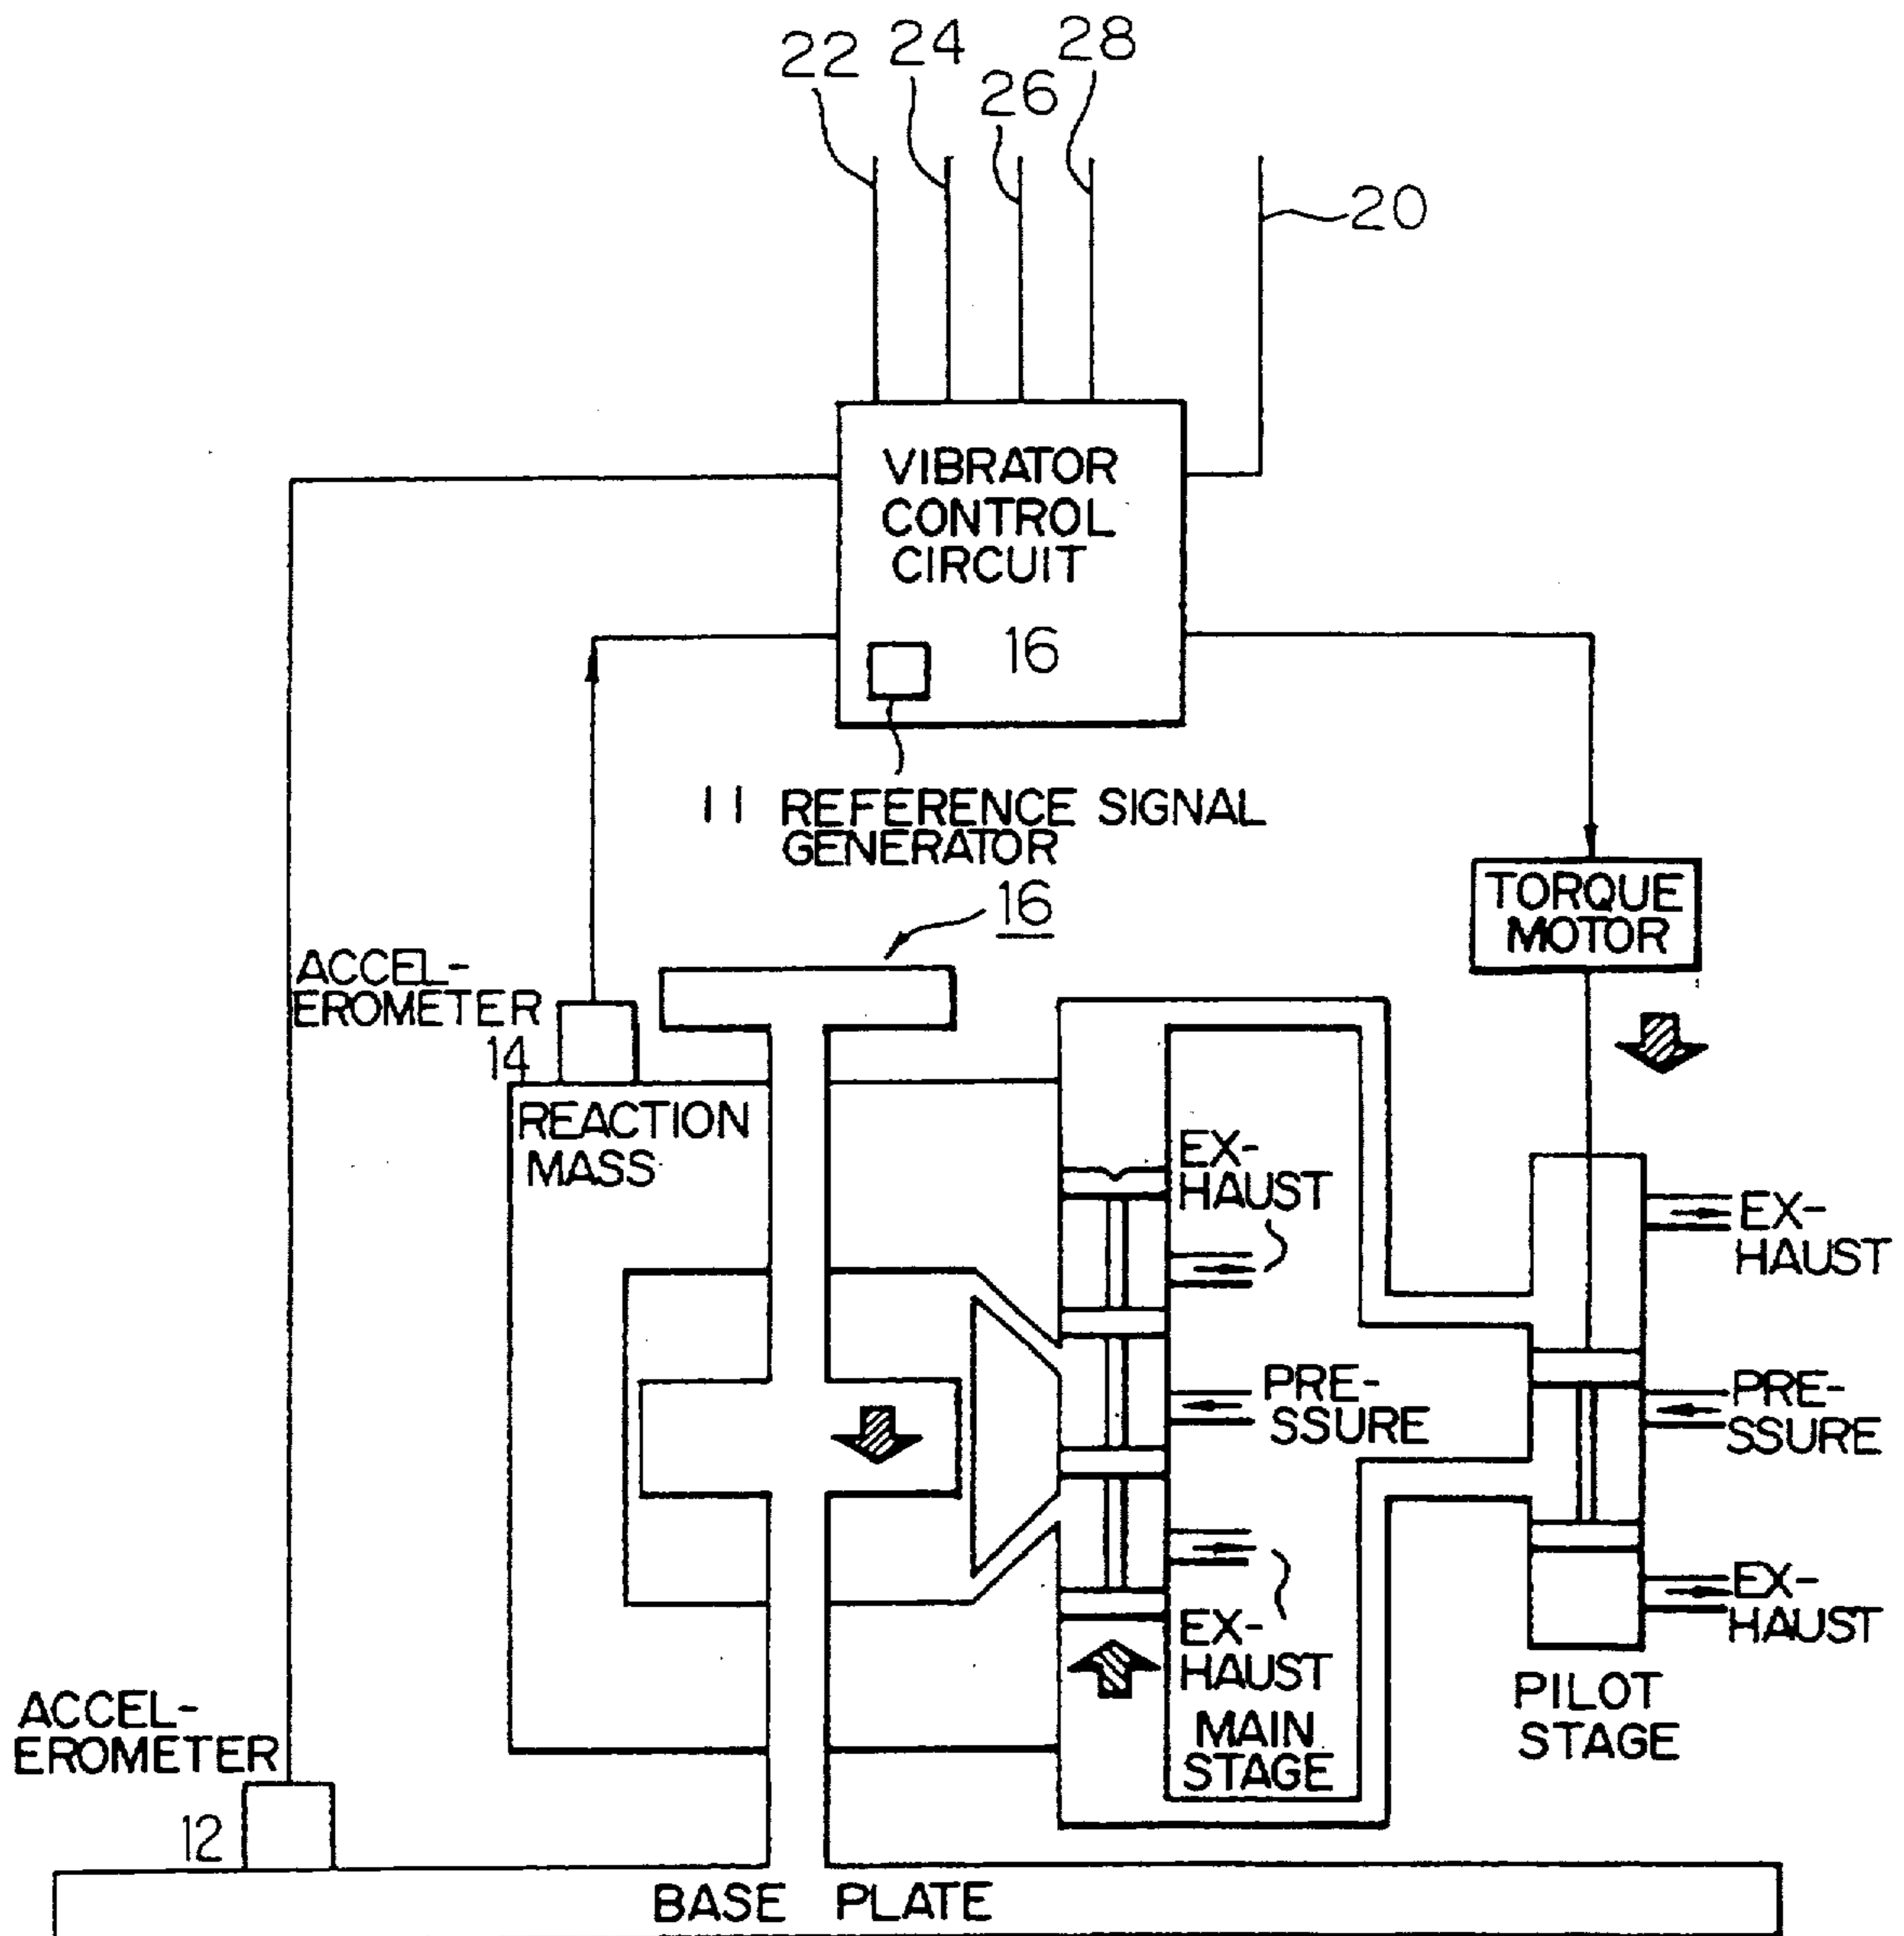 22
24
26
28
20
VIBRATOR
CONTROL
CIRCUIT
16
11 REFERENCE SIGNAL
GENERATOR
16
TORQUE
MOTOR
ACCEL-
EROMETER
14
REACTION
MASS
EX-
HAUST
EX-
HAUST
PRE-
SSURE
PRE-
SSURE
EX-
HAUST
EX-
HAUST
MAIN
STAGE
PILOT
STAGE
ACCEL-
EROMETER
12
BASE PLATE